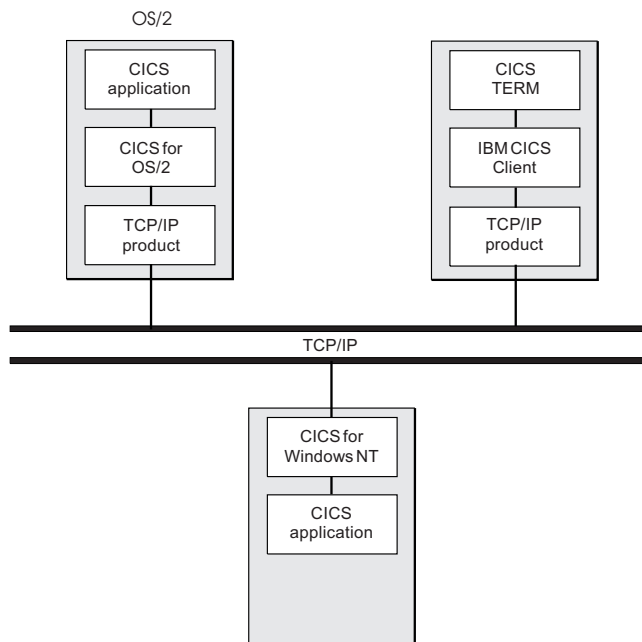 OS/2
CICS
application
CICS for
OS/2
TCP/IP
product
CICS
TERM
IBM CICS
Client
TCP/IP
product
TCP/IP
CICS for
Windows NT
CICS
application